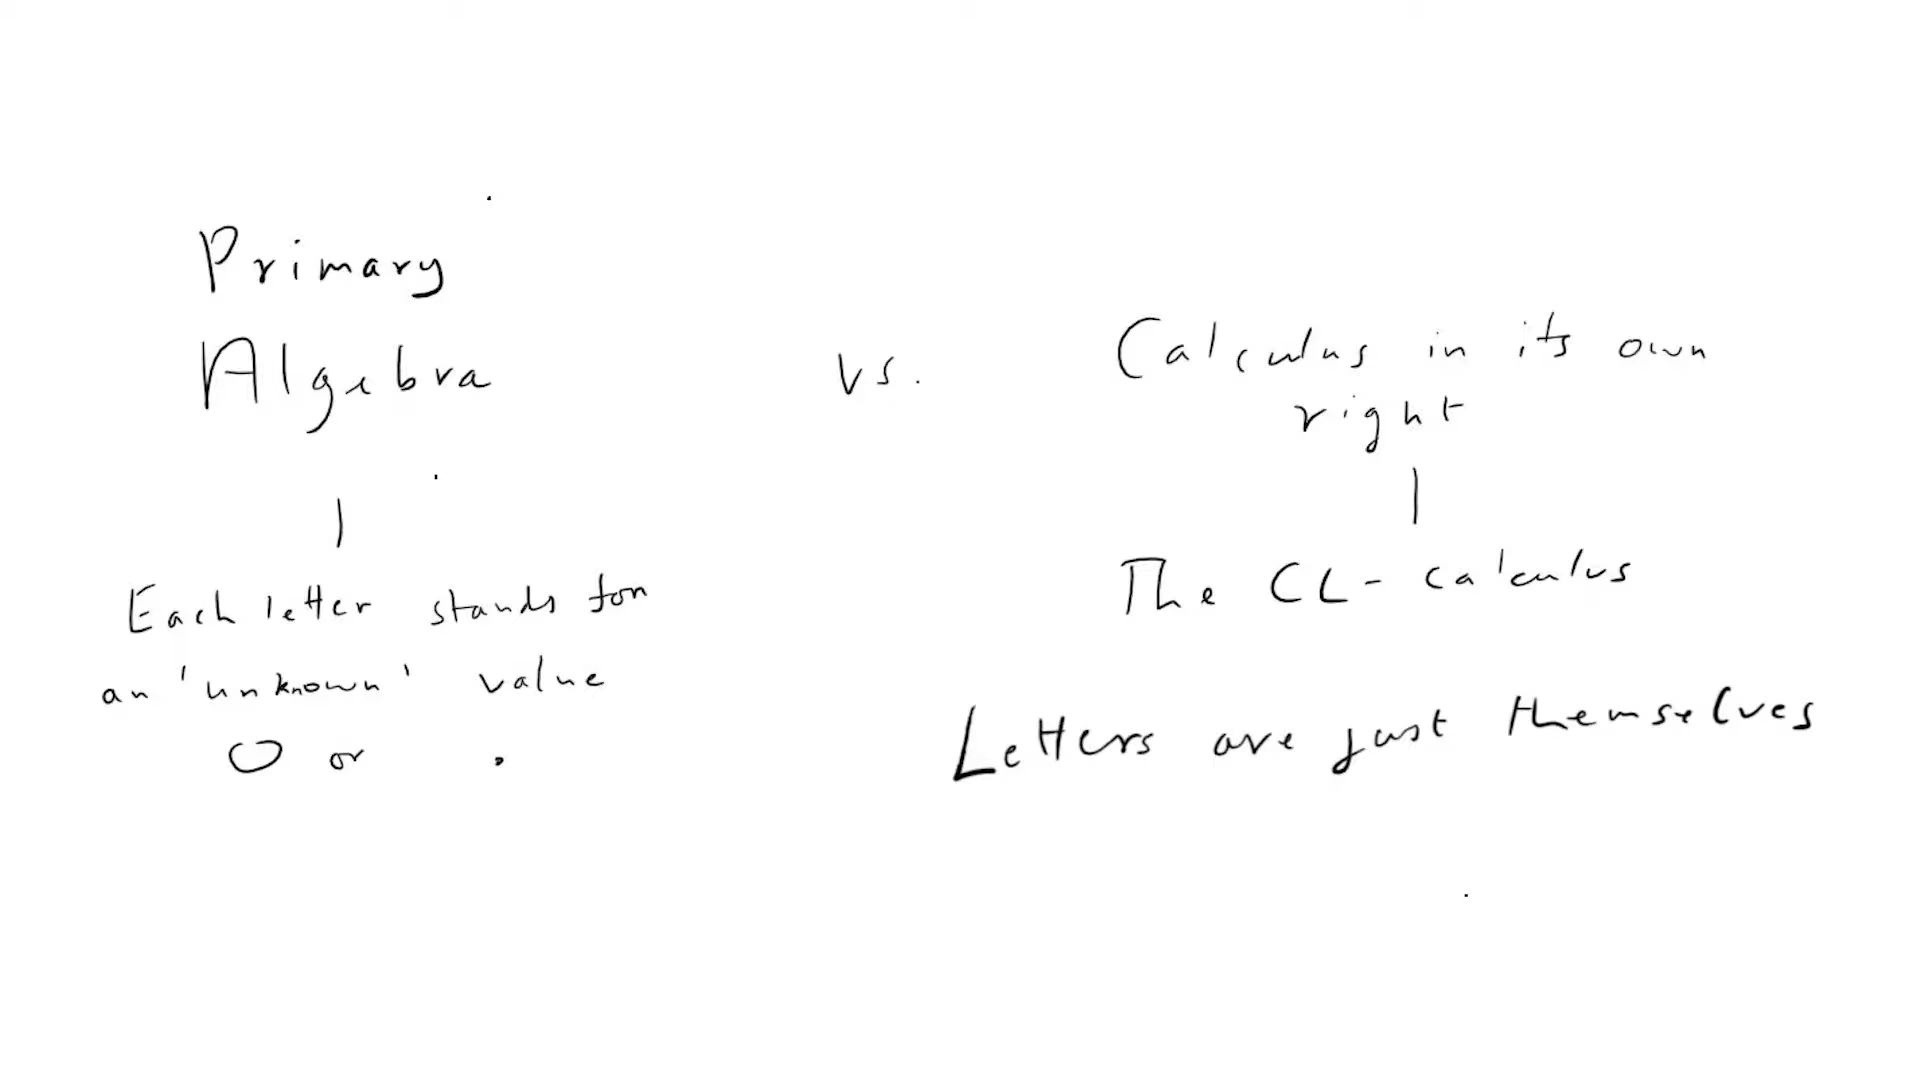 Primary
Algebra
vs.
Calculus in its own
right
Each letter stands for
an 'unknown' value
O or .
The CL-calculus
Letters are just themselves